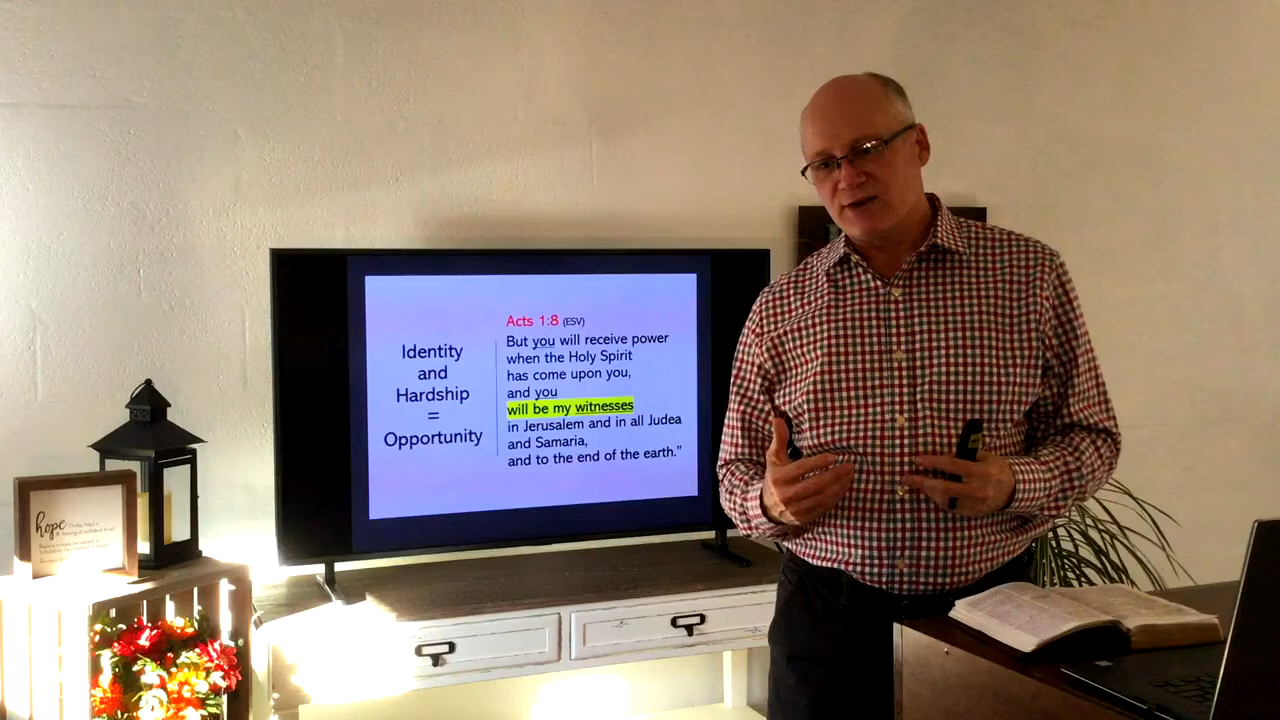 Identity
and
Hardship
=
Opportunity
Acts 1:8 (ESV)
But you will receive power
when the Holy Spirit
has come upon you,
and you
will be my witnesses
in Jerusalem and in all Judea
and Samaria,
and to the end of the earth.”
hope